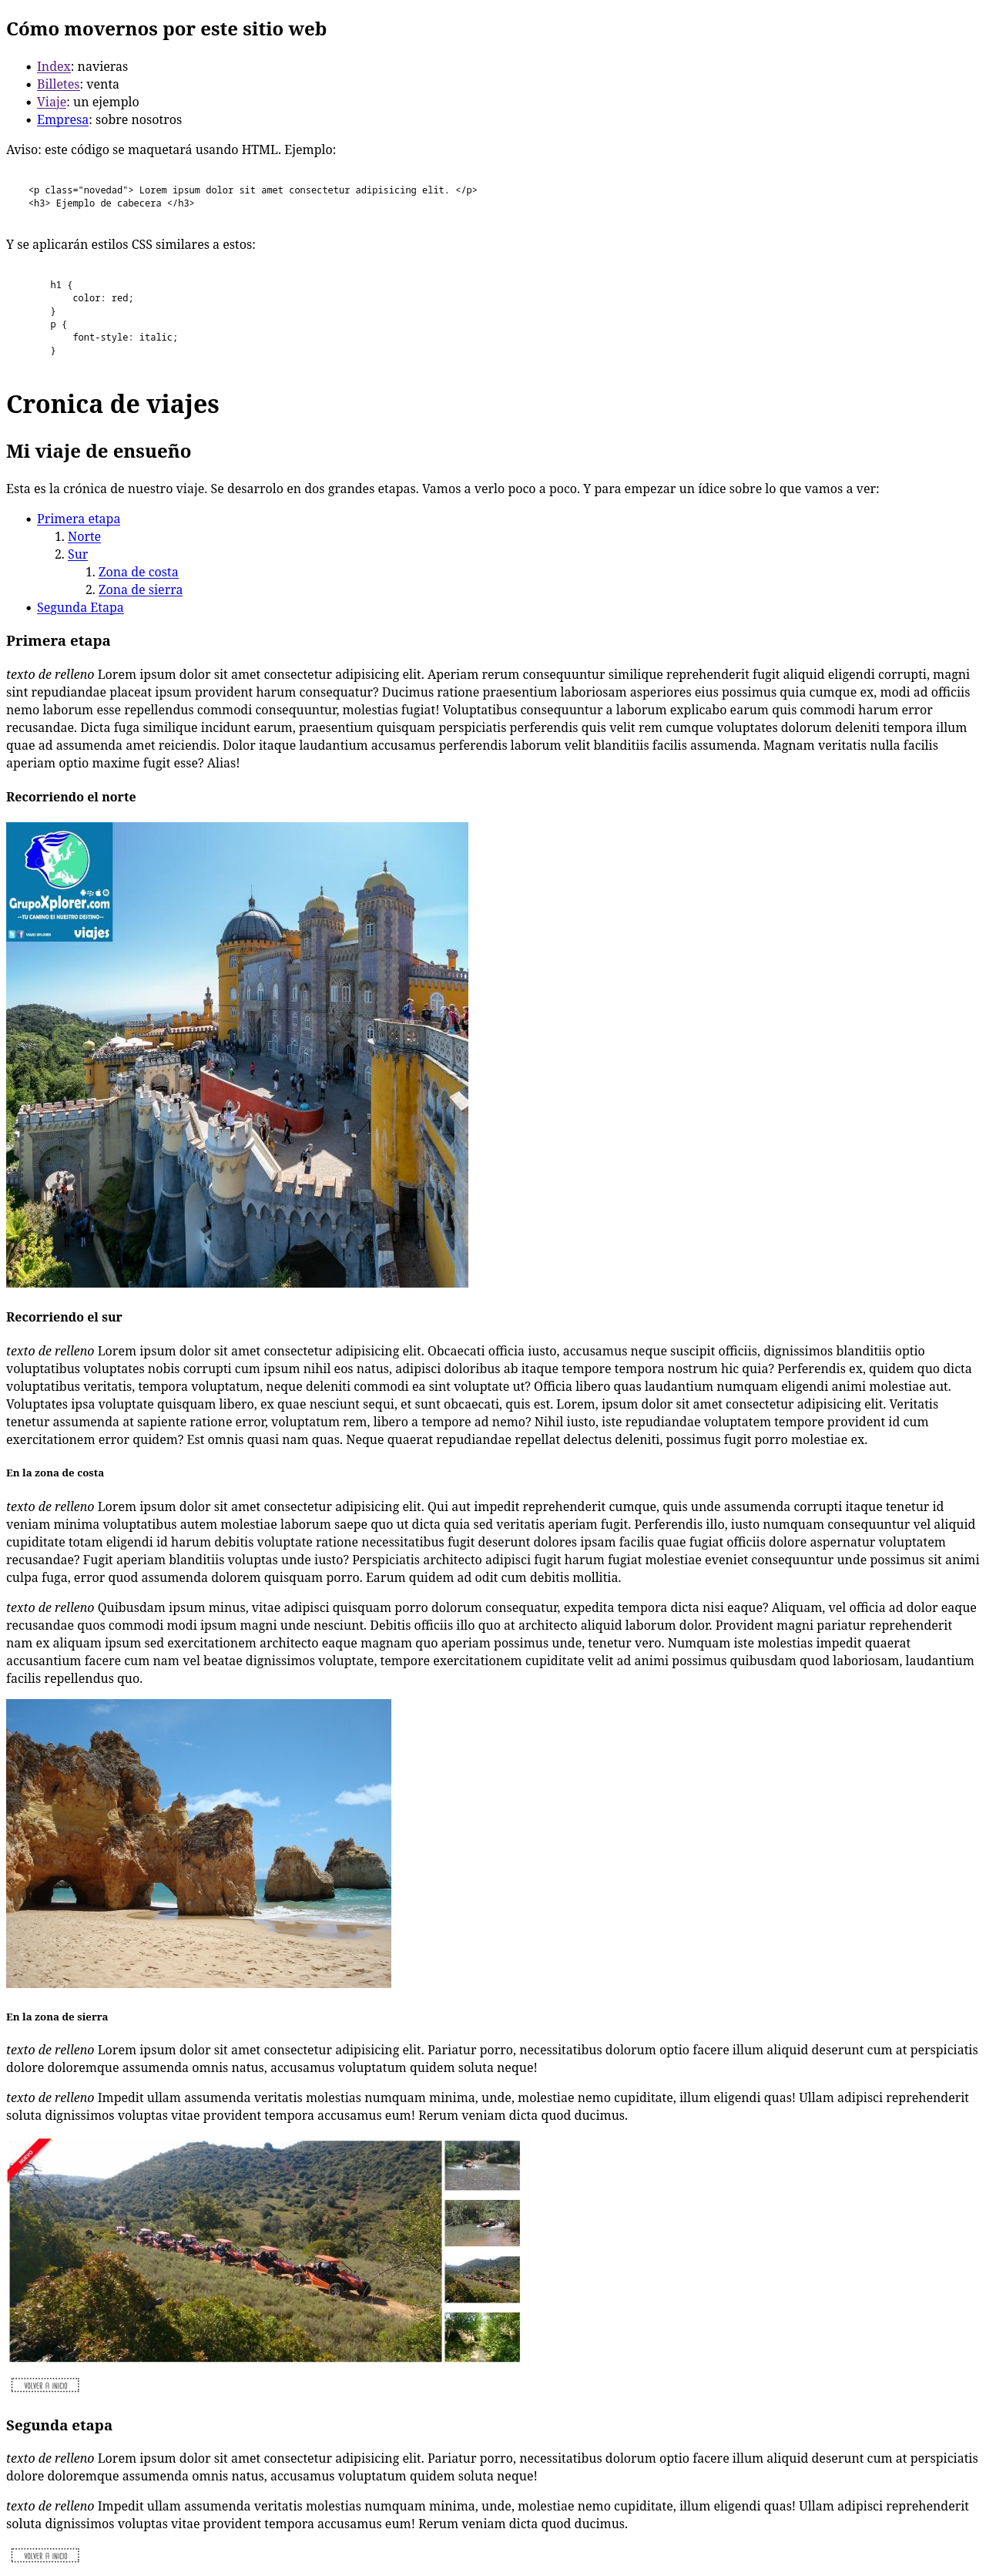 Cómo movernos por este sitio web
Index: navieras
Billetes: venta
Viaje: un ejemplo
Empresa: sobre nosotros
Aviso: este código se maquetará usando HTML. Ejemplo:
<p class="novedad"> Lorem ipsum dolor sit amet consectetur adipisicing elit. </p>
<h3> Ejemplo de cabecera </h3>
Y se aplicarán estilos CSS similares a estos:
h1 {
color: red;
}
p {
font-style: italic;
}
Cronica de viajes
Mi viaje de ensueño
Esta es la crónica de nuestro viaje. Se desarrolo en dos grandes etapas. Vamos a verlo poco a poco. Y para empezar un ídice sobre lo que vamos a ver:
Primera etapa
1. Norte
2. Sur
1. Zona de costa
2. Zona de sierra
Segunda Etapa
Primera etapa
texto de relleno Lorem ipsum dolor sit amet consectetur adipisicing elit. Aperiam rerum consequuntur similique reprehenderit fugit aliquid eligendi corrupti, magni
sint repudiandae placeat ipsum provident harum consequatur? Ducimus ratione praesentium laboriosam asperiores eius possimus quia cumque ex, modi ad officiis
nemo laborum esse repellendus commodi consequuntur, molestias fugiat! Voluptatibus consequuntur a laborum explicabo earum quis commodi harum error
recusandae. Dicta fuga similique incidunt earum, praesentium quisquam perspiciatis perferendis quis velit rem cumque voluptates dolorum deleniti tempora illum
quae ad assumenda amet reiciendis. Dolor itaque laudantium accusamus perferendis laborum velit blanditiis facilis assumenda. Magnam veritatis nulla facilis
aperiam optio maxime fugit esse? Alias!
Recorriendo el norte
GrupoXplorer.com
--TU CAMINO ES NUESTRO DESTINO--
viajes
Recorriendo el sur
texto de relleno Lorem ipsum dolor sit amet consectetur adipisicing elit. Obcaecati officia iusto, accusamus neque suscipit officiis, dignissimos blanditiis optio
voluptatibus voluptates nobis corrupti cum ipsum nihil eos natus, adipisci doloribus ab itaque tempore tempora nostrum hic quia? Perferendis ex, quidem quo dicta
voluptatibus veritatis, tempora voluptatum, neque deleniti commodi ea sint voluptate ut? Officia libero quas laudantium numquam eligendi animi molestiae aut.
Voluptates ipsa voluptate quisquam libero, ex quae nesciunt sequi, et sunt obcaecati, quis est. Lorem, ipsum dolor sit amet consectetur adipisicing elit. Veritatis
tenetur assumenda at sapiente ratione error, voluptatum rem, libero a tempore ad nemo? Nihil iusto, iste repudiandae voluptatem tempore provident id cum
exercitationem error quidem? Est omnis quasi nam quas. Neque quaerat repudiandae repellat delectus deleniti, possimus fugit porro molestiae ex.
En la zona de costa
texto de relleno Lorem ipsum dolor sit amet consectetur adipisicing elit. Qui aut impedit reprehenderit cumque, quis unde assumenda corrupti itaque tenetur id
veniam minima voluptatibus autem molestiae laborum saepe quo ut dicta quia sed veritatis aperiam fugit. Perferendis illo, iusto numquam consequuntur vel aliquid
cupiditate totam eligendi id harum debitis voluptate ratione necessitatibus fugit deserunt dolores ipsam facilis quae fugiat officiis dolore aspernatur voluptatem
recusandae? Fugit aperiam blanditiis voluptas unde iusto? Perspiciatis architecto adipisci fugit harum fugiat molestiae eveniet consequuntur unde possimus sit animi
culpa fuga, error quod assumenda dolorem quisquam porro. Earum quidem ad odit cum debitis mollitia.
texto de relleno Quibusdam ipsum minus, vitae adipisci quisquam porro dolorum consequatur, expedita tempora dicta nisi eaque? Aliquam, vel officia ad dolor eaque
recusandae quos commodi modi ipsum magni unde nesciunt. Debitis officiis illo quo at architecto aliquid laborum dolor. Provident magni pariatur reprehenderit
nam ex aliquam ipsum sed exercitationem architecto eaque magnam quo aperiam possimus unde, tenetur vero. Numquam iste molestias impedit quaerat
accusantium facere cum nam vel beatae dignissimos voluptate, tempore exercitationem cupiditate velit ad animi possimus quibusdam quod laboriosam, laudantium
facilis repellendus quo.
En la zona de sierra
texto de relleno Lorem ipsum dolor sit amet consectetur adipisicing elit. Pariatur porro, necessitatibus dolorum optio facere illum aliquid deserunt cum at perspiciatis
dolore doloremque assumenda omnis natus, accusamus voluptatum quidem soluta neque!
texto de relleno Impedit ullam assumenda veritatis molestias numquam minima, unde, molestiae nemo cupiditate, illum eligendi quas! Ullam adipisci reprehenderit
soluta dignissimos voluptas vitae provident tempora accusamus eum! Rerum veniam dicta quod ducimus.
NUEVO
VOLVER A INICIO
Segunda etapa
texto de relleno Lorem ipsum dolor sit amet consectetur adipisicing elit. Pariatur porro, necessitatibus dolorum optio facere illum aliquid deserunt cum at perspiciatis
dolore doloremque assumenda omnis natus, accusamus voluptatum quidem soluta neque!
texto de relleno Impedit ullam assumenda veritatis molestias numquam minima, unde, molestiae nemo cupiditate, illum eligendi quas! Ullam adipisci reprehenderit
soluta dignissimos voluptas vitae provident tempora accusamus eum! Rerum veniam dicta quod ducimus.
VOLVER A INICIO